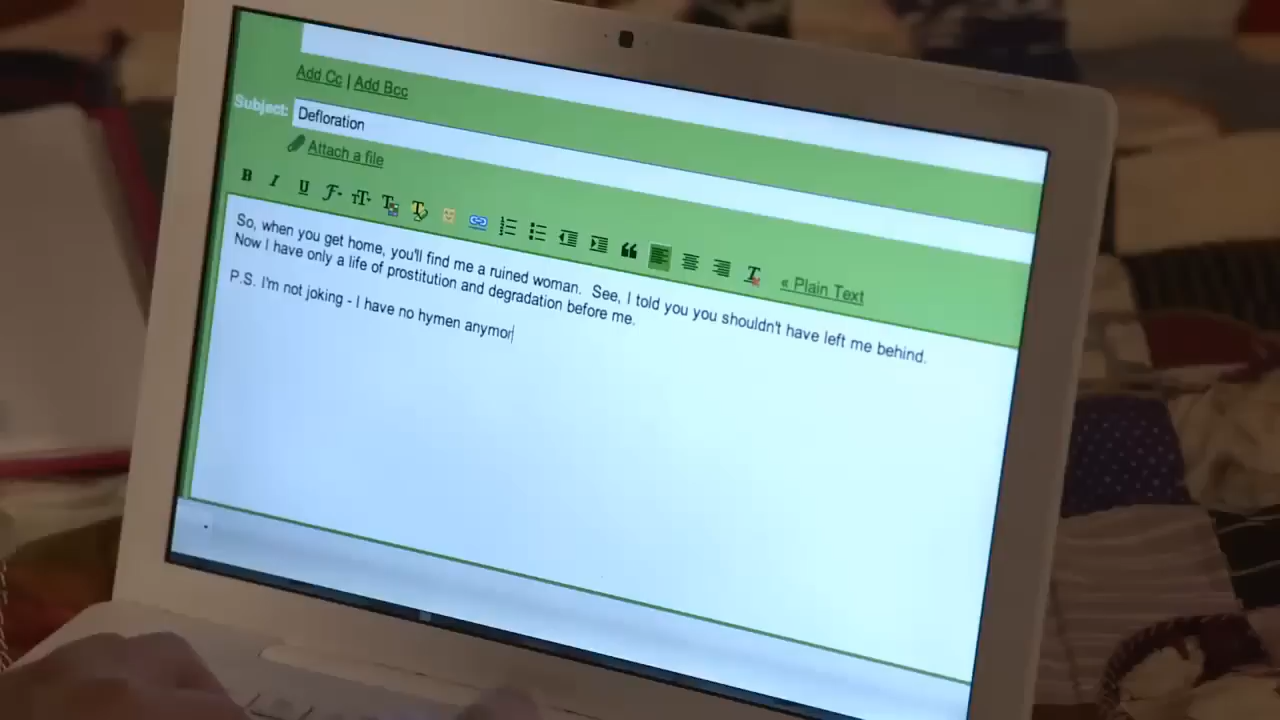 Add Cc | Add Bcc
Subject: Defloration
Attach a file
B I U F T T T « Plain Text
So, when you get home, you'll find me a ruined woman. See, I told you you shouldn't have left me behind.
Now I have only a life of prostitution and degradation before me.
P.S. I'm not joking - I have no hymen anymor